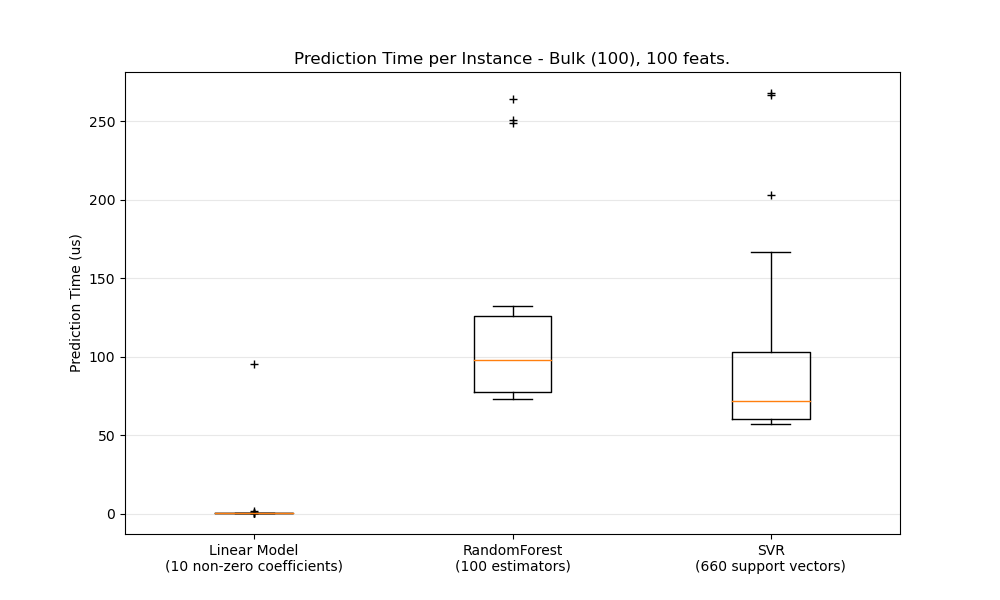 Prediction Time per Instance - Bulk (100), 100 feats.
Prediction Time (us)
250
200
150
100
50
0
Linear Model
(10 non-zero coefficients)
RandomForest
(100 estimators)
SVR
(660 support vectors)